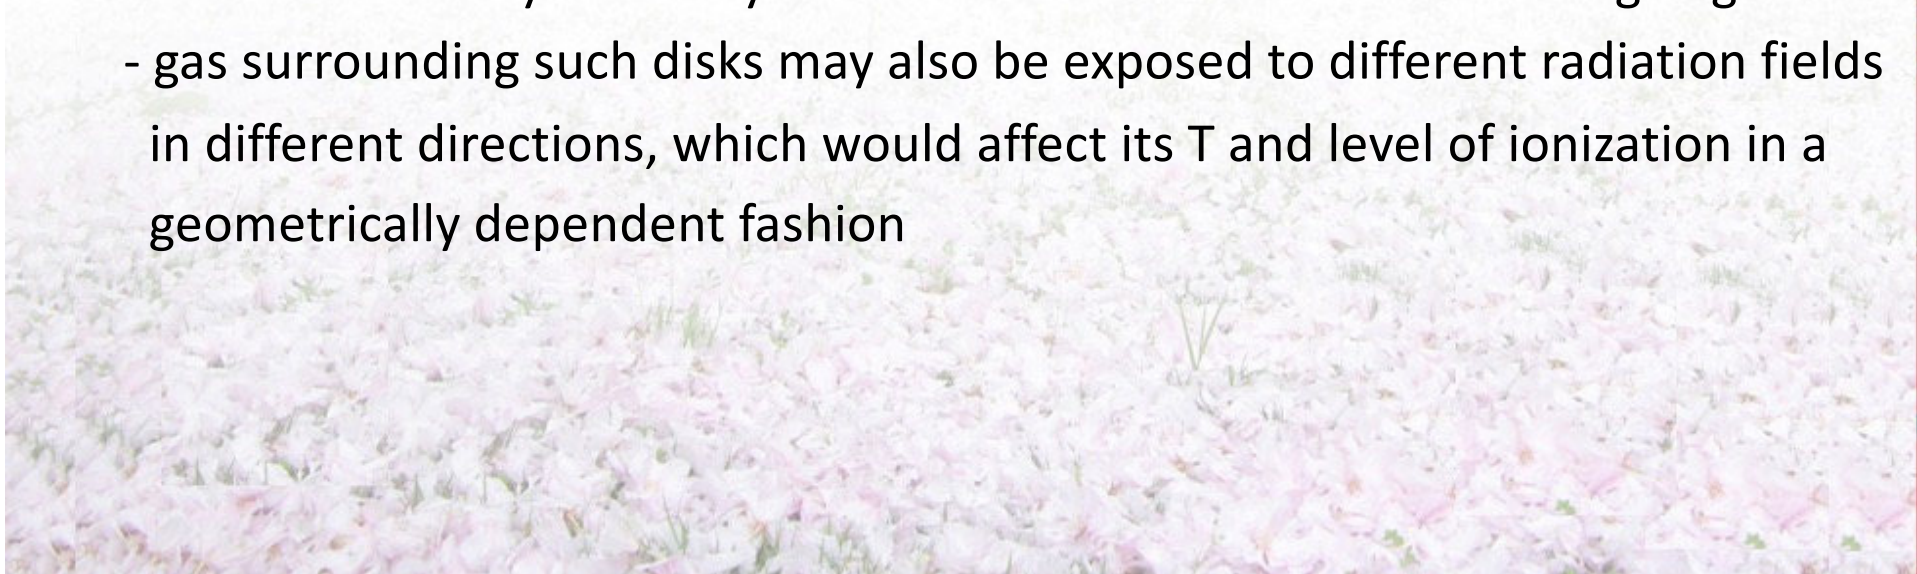 - gas surrounding such disks may also be exposed to different radiation fields
in different directions, which would affect its T and level of ionization in a
geometrically dependent fashion